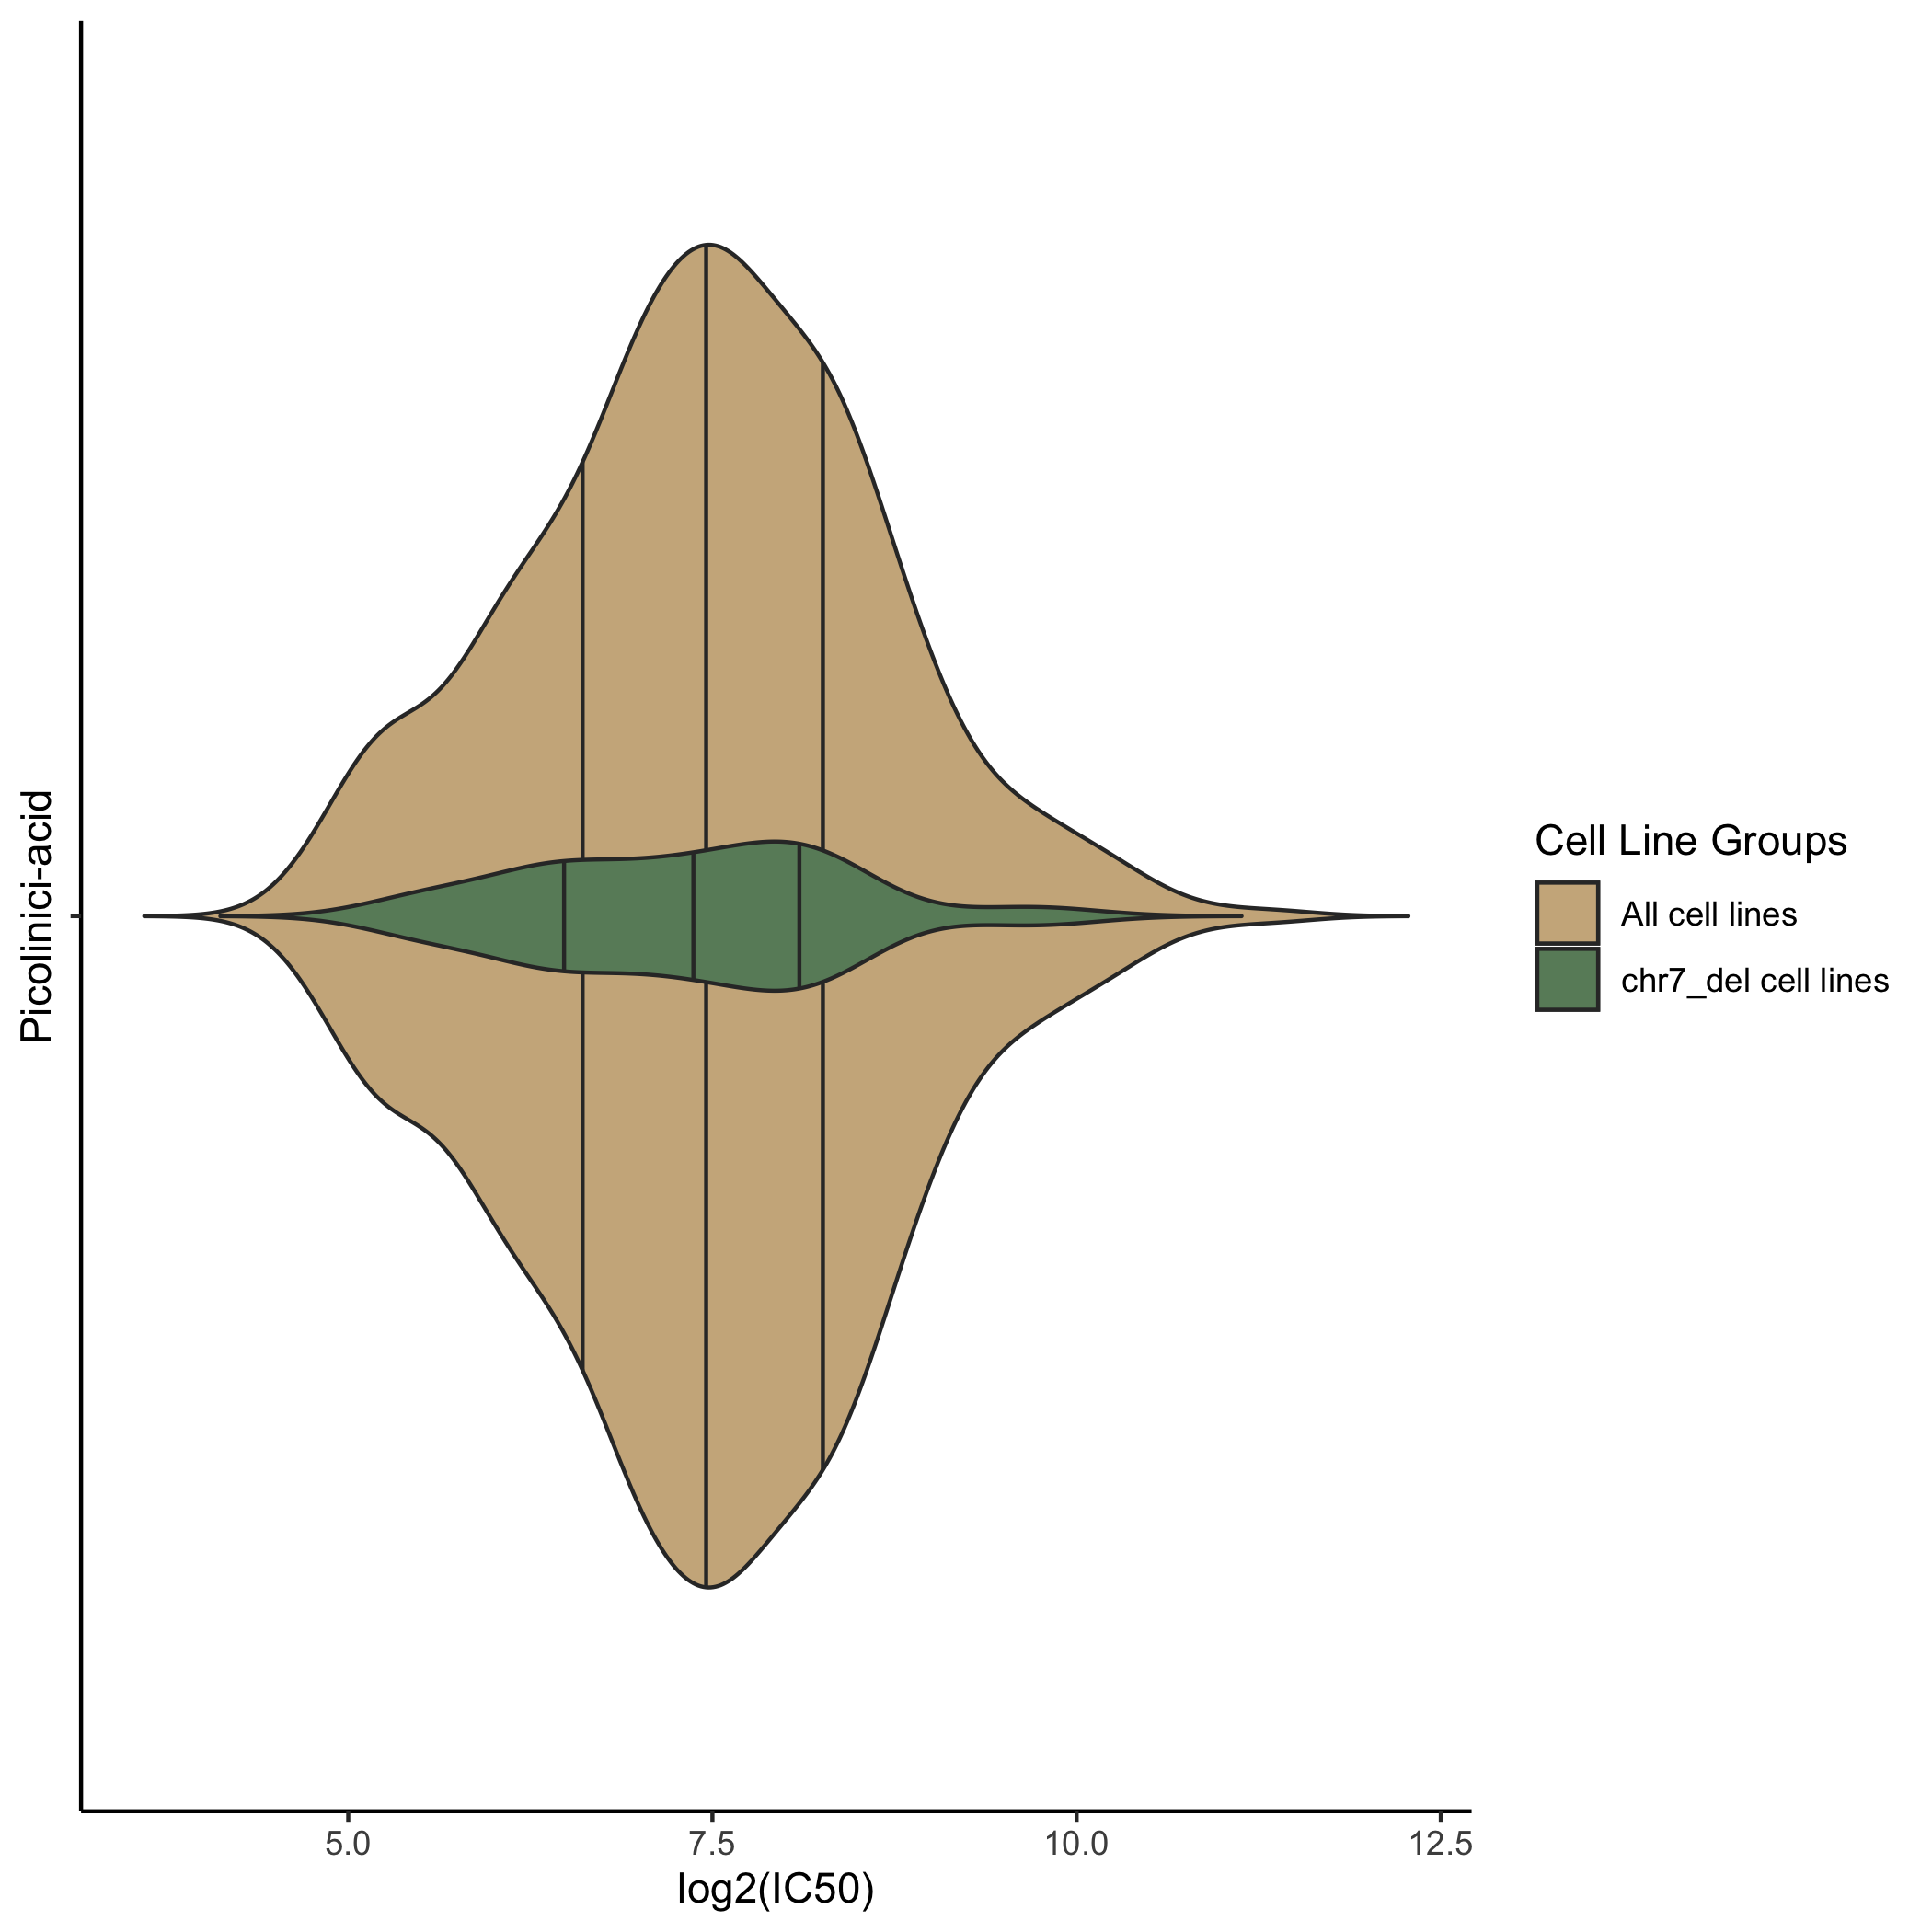 Picolinici-acid
5.0
7.5
10.0
12.5
log2(IC50)
Cell Line Groups
All cell lines
chr7_del cell lines